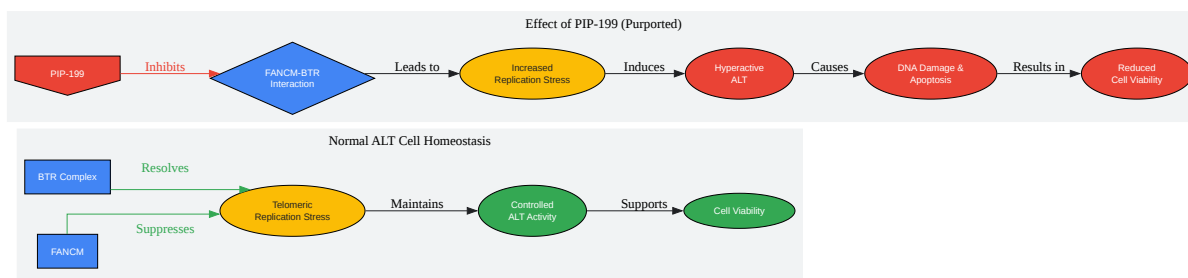 Effect of PIP-199 (Purported)
PIP-199
Inhibits
FANCM-BTR
Interaction
Leads to
Increased
Replication Stress
Induces
Hyperactive
ALT
Causes
DNA Damage &
Apoptosis
Results in
Reduced
Cell Viability
Normal ALT Cell Homeostasis
BTR Complex
Resolves
FANCM
Suppresses
Telomeric
Replication Stress
Maintains
Controlled
ALT Activity
Supports
Cell Viability